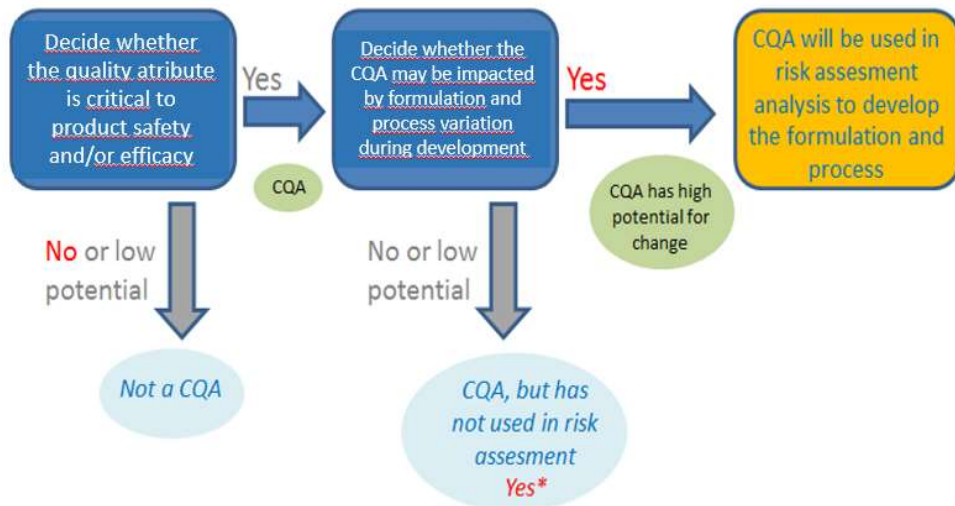 Decide whether
the quality atribute
is critical to
product safety
and/or efficacy
Yes
CQA
Decide whether the
CQA may be impacted
by formulation and
process variation
during development
Yes
CQA has high
potential for
change
CQA will be used in
risk assesment
analysis to develop
the formulation and
process
No or low
potential
Not a CQA
No or low
potential
CQA, but has
not used in risk
assesment
Yes*